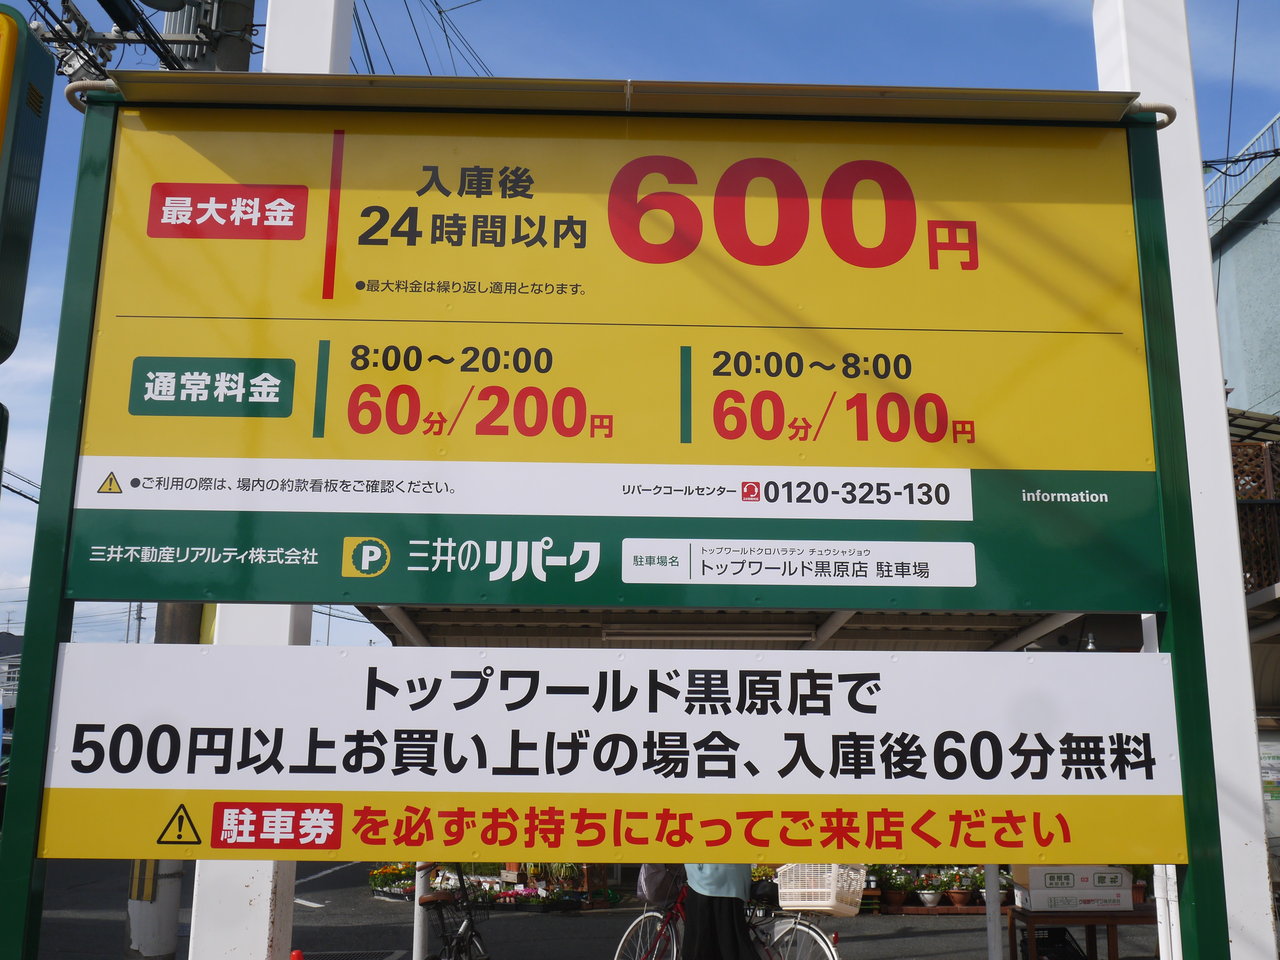 最大料金
入庫後
24時間以内
600円
●最大料金は繰り返し適用となります。
通常料金
8:00～20:00
60分/200円
20:00～8:00
60分/100円
●ご利用の際は、場内の約款看板をご確認ください。
リパークコールセンター 0120-325-130
information
三井不動産リアルティ株式会社
P 三井のリパーク
駐車場名
トップワールドクロハラテン チュウシャジョウ
トップワールド黒原店 駐車場
トップワールド黒原店で
500円以上お買い上げの場合、入庫後60分無料
駐車券を必ずお持ちになってご来店ください